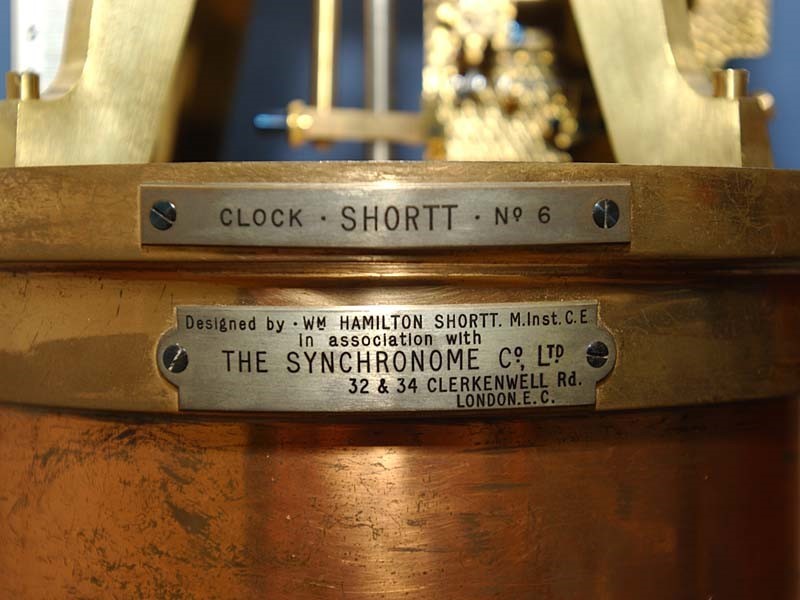 CLOCK · SHORTT · Nº 6
Designed by · Wᴹ HAMILTON SHORTT. M.Inst.C.E
in association with
THE SYNCHRONOME Cº, Lᵀᴰ
32 & 34 CLERKENWELL Rd.
LONDON.E.C.